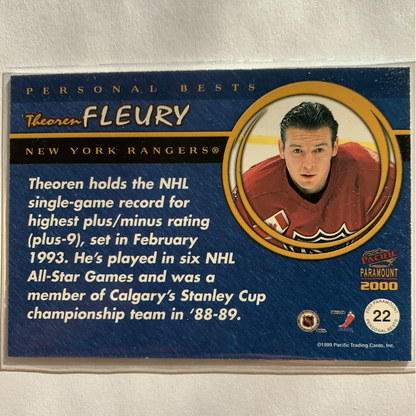 PERSONAL BESTS
Theoren FLEURY
NEW YORK RANGERS®
Theoren holds the NHL
single-game record for
highest plus/minus rating
(plus-9), set in February
1993. He's played in six NHL
All-Star Games and was a
member of Calgary's Stanley Cup
championship team in '88-89.
PACIFIC
PARAMOUNT
2000
22
©1999 Pacific Trading Cards, Inc.